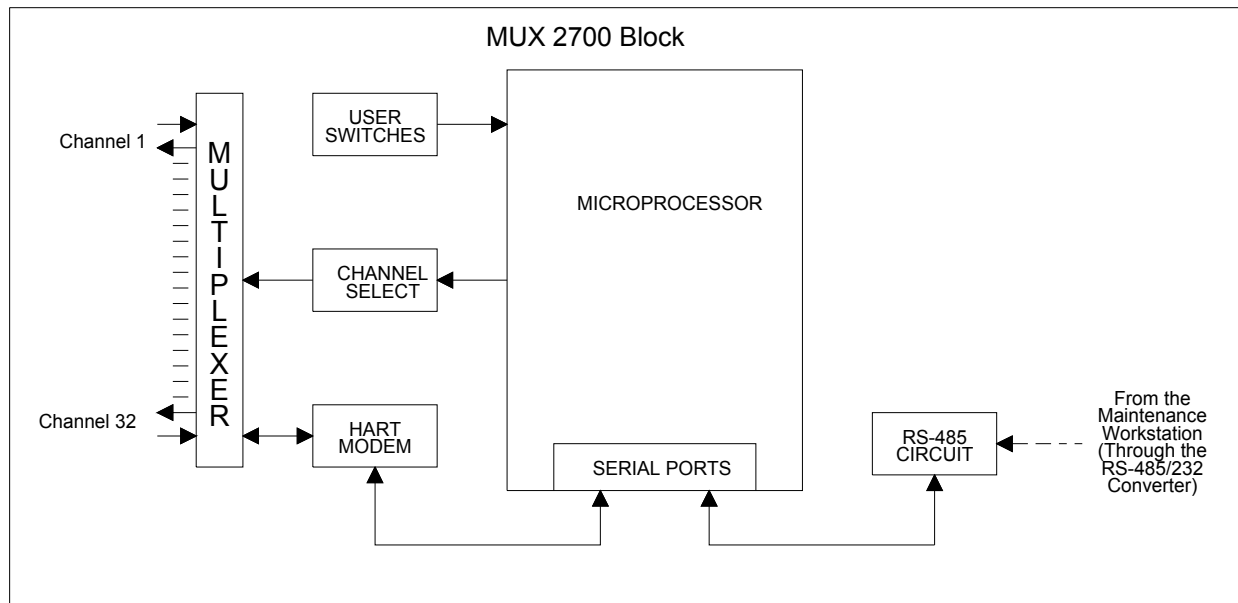 MUX 2700 Block
Channel 1
MULTIPLEXER
USER
SWITCHES
MICROPROCESSOR
CHANNEL
SELECT
Channel 32
HART
MODEM
SERIAL PORTS
RS-485
CIRCUIT
From the
Maintenance
Workstation
(Through the
RS-485/232
Converter)